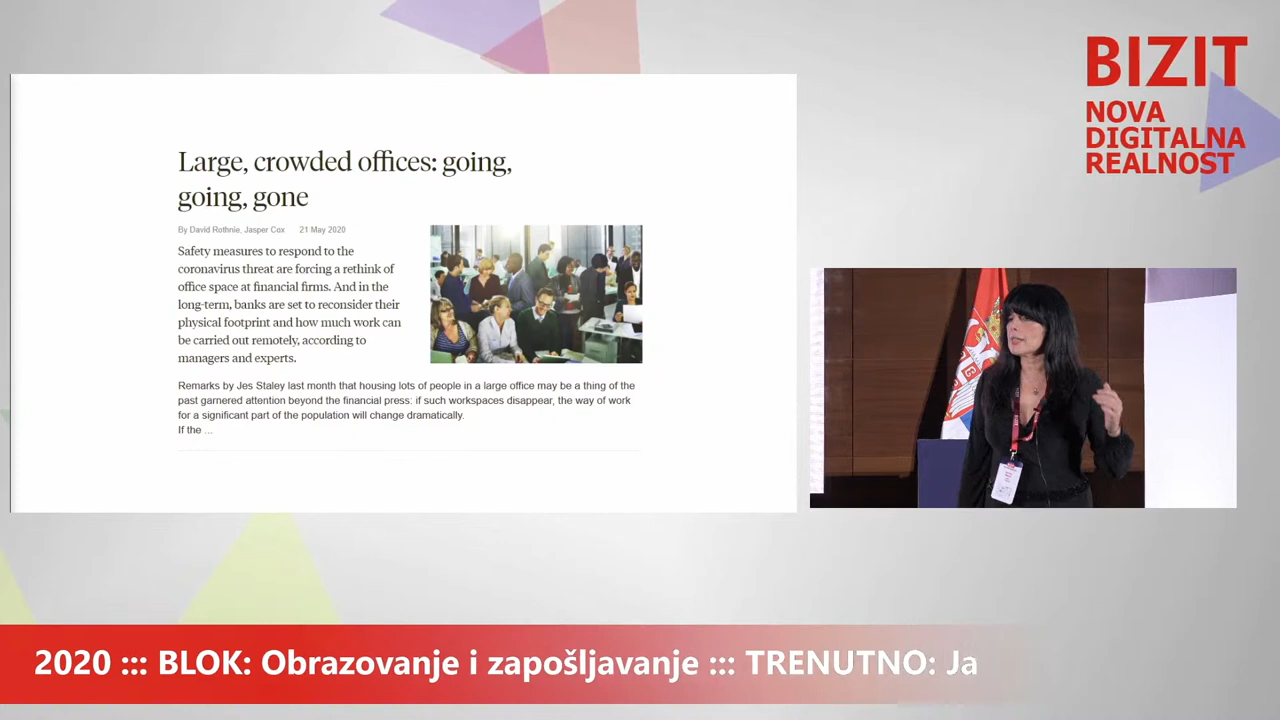 BIZIT
NOVA
DIGITALNA
REALNOST
Large, crowded offices: going,
going, gone
By David Rothnie, Jasper Cox 21 May 2020
Safety measures to respond to the
coronavirus threat are forcing a rethink of
office space at financial firms. And in the
long-term, banks are set to reconsider their
physical footprint and how much work can
be carried out remotely, according to
managers and experts.
Remarks by Jes Staley last month that housing lots of people in a large office may be a thing of the
past garnered attention beyond the financial press: if such workspaces disappear, the way of work
for a significant part of the population will change dramatically.
If the ...
2020 ::: BLOK: Obrazovanje i zapošljavanje ::: TRENUTNO: Ja